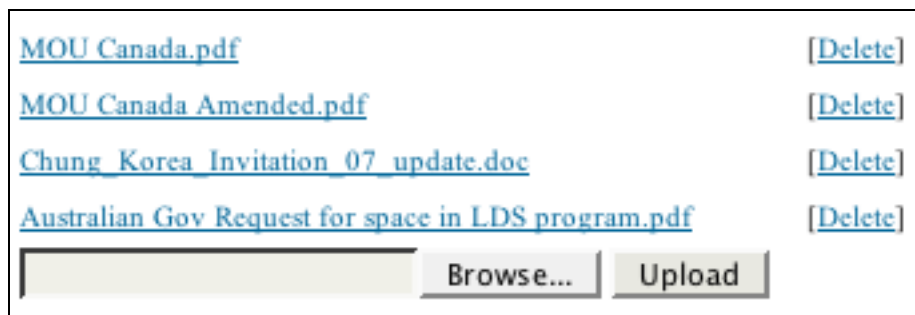 MOU Canada.pdf [Delete]
MOU Canada Amended.pdf [Delete]
Chung_Korea_Invitation_07_update.doc [Delete]
Australian Gov Request for space in LDS program.pdf [Delete]
Browse... Upload